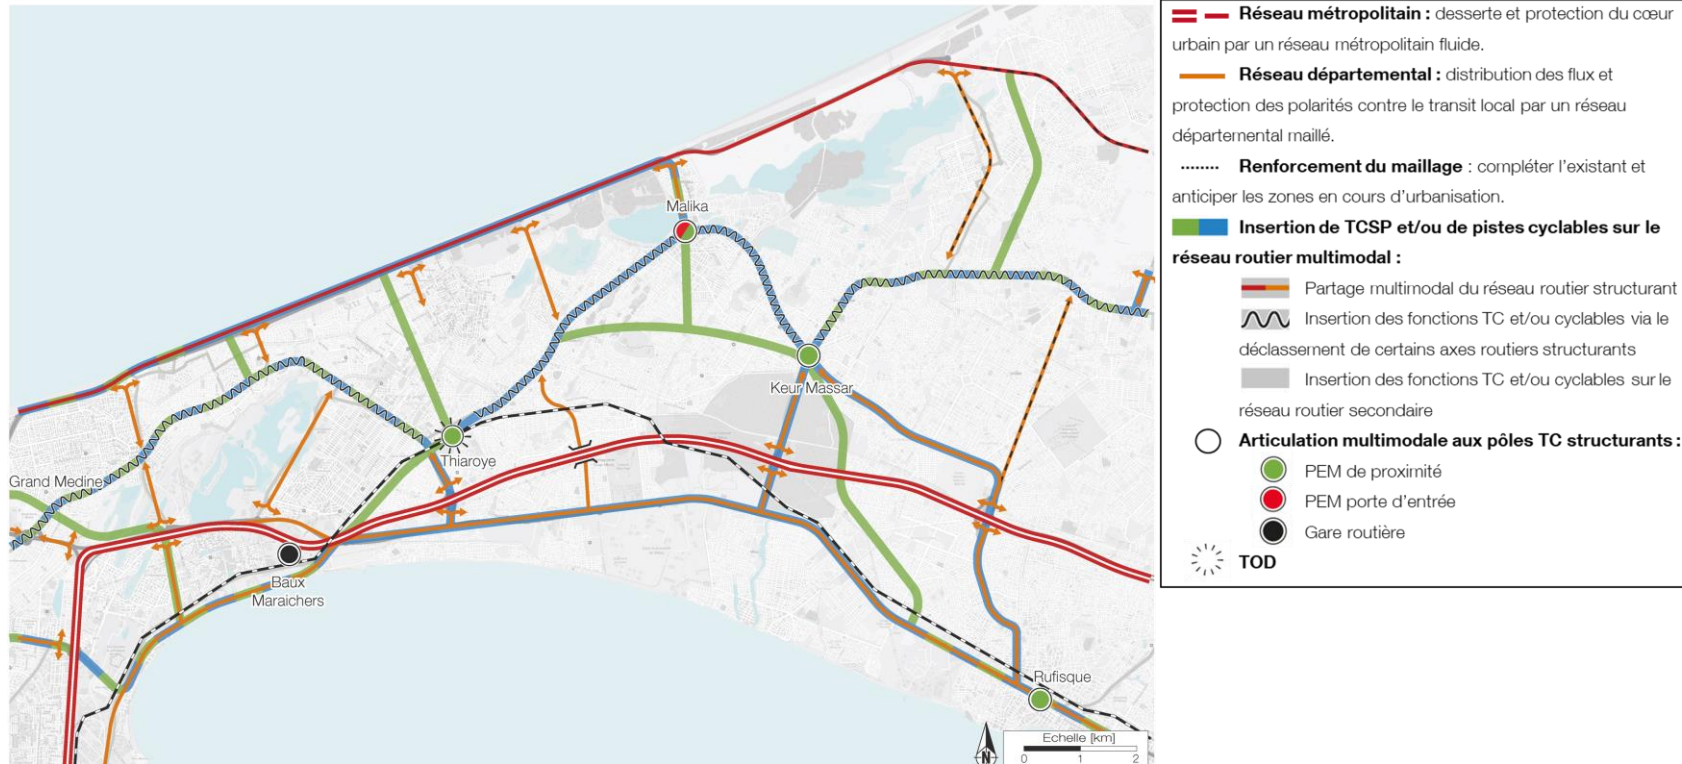 Malika
Keur Massar
Thiaroye
Grand Medine
Baux
Maraichers
Rufisque
Echelle [km]
0 1 2
N
Réseau métropolitain : desserte et protection du cœur
urbain par un réseau métropolitain fluide.
Réseau départemental : distribution des flux et
protection des polarités contre le transit local par un réseau
départemental maillé.
Renforcement du maillage : compléter l'existant et
anticiper les zones en cours d'urbanisation.
Insertion de TCSP et/ou de pistes cyclables sur le
réseau routier multimodal :
Partage multimodal du réseau routier structurant
Insertion des fonctions TC et/ou cyclables via le
déclassement de certains axes routiers structurants
Insertion des fonctions TC et/ou cyclables sur le
réseau routier secondaire
Articulation multimodale aux pôles TC structurants :
PEM de proximité
PEM porte d'entrée
Gare routière
TOD